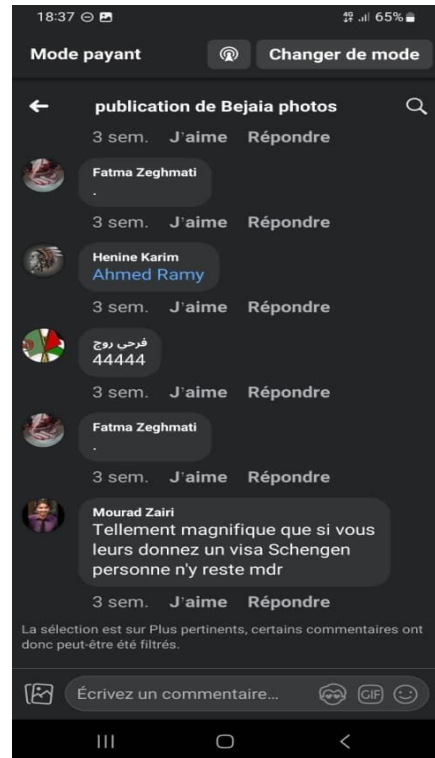 18:37
4G 65%
Mode payant Changer de mode
publication de Bejaia photos
3 sem. J'aime Répondre
Fatma Zeghmati
.
3 sem. J'aime Répondre
Henine Karim
Ahmed Ramy
3 sem. J'aime Répondre
فرحي روج
44444
3 sem. J'aime Répondre
Fatma Zeghmati
.
3 sem. J'aime Répondre
Mourad Zairi
Tellement magnifique que si vous
leurs donnez un visa Schengen
personne n'y reste mdr
3 sem. J'aime Répondre
La sélection est sur Plus pertinents, certains commentaires ont
donc peut-être été filtrés.
Écrivez un commentaire... GIF